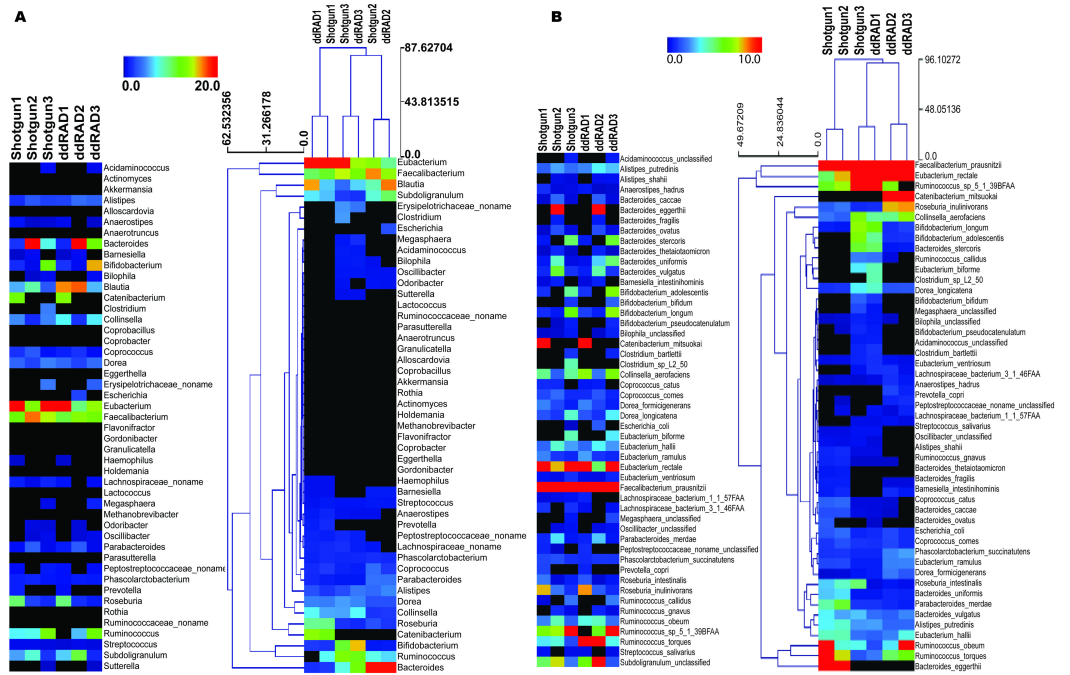 A
B
0.0 20.0
Shotgun1
Shotgun2
Shotgun3
ddRAD1
ddRAD2
ddRAD3
Acidaminococcus
Actinomyces
Akkermansia
Alistipes
Alloscardovia
Anaerostipes
Anaerotruncus
Bacteroides
Barnesiella
Bifidobacterium
Bilophila
Blautia
Catenibacterium
Clostridium
Collinsella
Coprobacillus
Coprobacter
Coprococcus
Dorea
Eggerthella
Erysipelotrichaceae_noname
Escherichia
Eubacterium
Faecalibacterium
Flavonifractor
Gordonibacter
Granulicatella
Haemophilus
Holdemania
Lachnospiraceae_noname
Lactococcus
Megasphaera
Methanobrevibacter
Odoribacter
Oscillibacter
Parabacteroides
Parasutterella
Peptostreptococcaceae_noname
Phascolarctobacterium
Prevotella
Roseburia
Rothia
Ruminococcaceae_noname
Ruminococcus
Streptococcus
Subdoligranulum
Sutterella
62.532356
31.266178
0.0
ddRAD1
Shotgun1
Shotgun3
ddRAD3
Shotgun2
ddRAD2
87.62704
43.813515
0.0
Eubacterium
Faecalibacterium
Blautia
Subdoligranulum
Erysipelotrichaceae_noname
Clostridium
Escherichia
Megasphaera
Acidaminococcus
Bilophila
Oscillibacter
Odoribacter
Sutterella
Lactococcus
Ruminococcaceae_noname
Parasutterella
Anaerotruncus
Granulicatella
Alloscardovia
Coprobacillus
Akkermansia
Rothia
Actinomyces
Holdemania
Methanobrevibacter
Flavonifractor
Coprobacter
Eggerthella
Gordonibacter
Haemophilus
Barnesiella
Streptococcus
Anaerostipes
Prevotella
Peptostreptococcaceae_noname
Lachnospiraceae_noname
Phascolarctobacterium
Coprococcus
Parabacteroides
Alistipes
Dorea
Collinsella
Roseburia
Catenibacterium
Bifidobacterium
Ruminococcus
Bacteroides
0.0 10.0
Shotgun1
Shotgun2
Shotgun3
ddRAD1
ddRAD2
ddRAD3
Acidaminococcus_unclassified
Alistipes_putredinis
Alistipes_shahii
Anaerostipes_hadrus
Bacteroides_caccae
Bacteroides_eggerthii
Bacteroides_fragilis
Bacteroides_ovatus
Bacteroides_stercoris
Bacteroides_thetaiotaomicron
Bacteroides_uniformis
Bacteroides_vulgatus
Barnesiella_intestinihominis
Bifidobacterium_adolescentis
Bifidobacterium_bifidum
Bifidobacterium_longum
Bifidobacterium_pseudocatenulatum
Bilophila_unclassified
Catenibacterium_mitsuokai
Clostridium_bartlettii
Clostridium_sp_L2_50
Collinsella_aerofaciens
Coprococcus_catus
Coprococcus_comes
Dorea_formicigenerans
Dorea_longicatena
Escherichia_coli
Eubacterium_biforme
Eubacterium_hallii
Eubacterium_ramulus
Eubacterium_rectale
Eubacterium_ventriosum
Faecalibacterium_prausnitzii
Lachnospiraceae_bacterium_1_1_57FAA
Lachnospiraceae_bacterium_3_1_46FAA
Megasphaera_unclassified
Oscillibacter_unclassified
Parabacteroides_merdae
Peptostreptococcaceae_noname_unclassified
Phascolarctobacterium_succinatutens
Prevotella_copri
Roseburia_intestinalis
Roseburia_inulinivorans
Ruminococcus_callidus
Ruminococcus_gnavus
Ruminococcus_obeum
Ruminococcus_sp_5_1_39BFAA
Ruminococcus_torques
Streptococcus_salivarius
Subdoligranulum_unclassified
49.67209
24.836044
0.0
Shotgun1
Shotgun2
Shotgun3
ddRAD1
ddRAD2
ddRAD3
96.10272
48.05136
0.0
Faecalibacterium_prausnitzii
Eubacterium_rectale
Ruminococcus_sp_5_1_39BFAA
Catenibacterium_mitsuokai
Roseburia_inulinivorans
Collinsella_aerofaciens
Bifidobacterium_longum
Bifidobacterium_adolescentis
Bacteroides_stercoris
Ruminococcus_callidus
Eubacterium_biforme
Clostridium_sp_L2_50
Dorea_longicatena
Bifidobacterium_bifidum
Megasphaera_unclassified
Bilophila_unclassified
Bifidobacterium_pseudocatenulatum
Acidaminococcus_unclassified
Clostridium_bartlettii
Eubacterium_ventriosum
Lachnospiraceae_bacterium_3_1_46FAA
Anaerostipes_hadrus
Prevotella_copri
Peptostreptococcaceae_noname_unclassified
Lachnospiraceae_bacterium_1_1_57FAA
Streptococcus_salivarius
Oscillibacter_unclassified
Alistipes_shahii
Ruminococcus_gnavus
Bacteroides_thetaiotaomicron
Bacteroides_fragilis
Barnesiella_intestinihominis
Coprococcus_catus
Bacteroides_caccae
Bacteroides_ovatus
Escherichia_coli
Coprococcus_comes
Phascolarctobacterium_succinatutens
Eubacterium_ramulus
Dorea_formicigenerans
Roseburia_intestinalis
Bacteroides_uniformis
Parabacteroides_merdae
Bacteroides_vulgatus
Alistipes_putredinis
Eubacterium_hallii
Ruminococcus_obeum
Ruminococcus_torques
Bacteroides_eggerthii